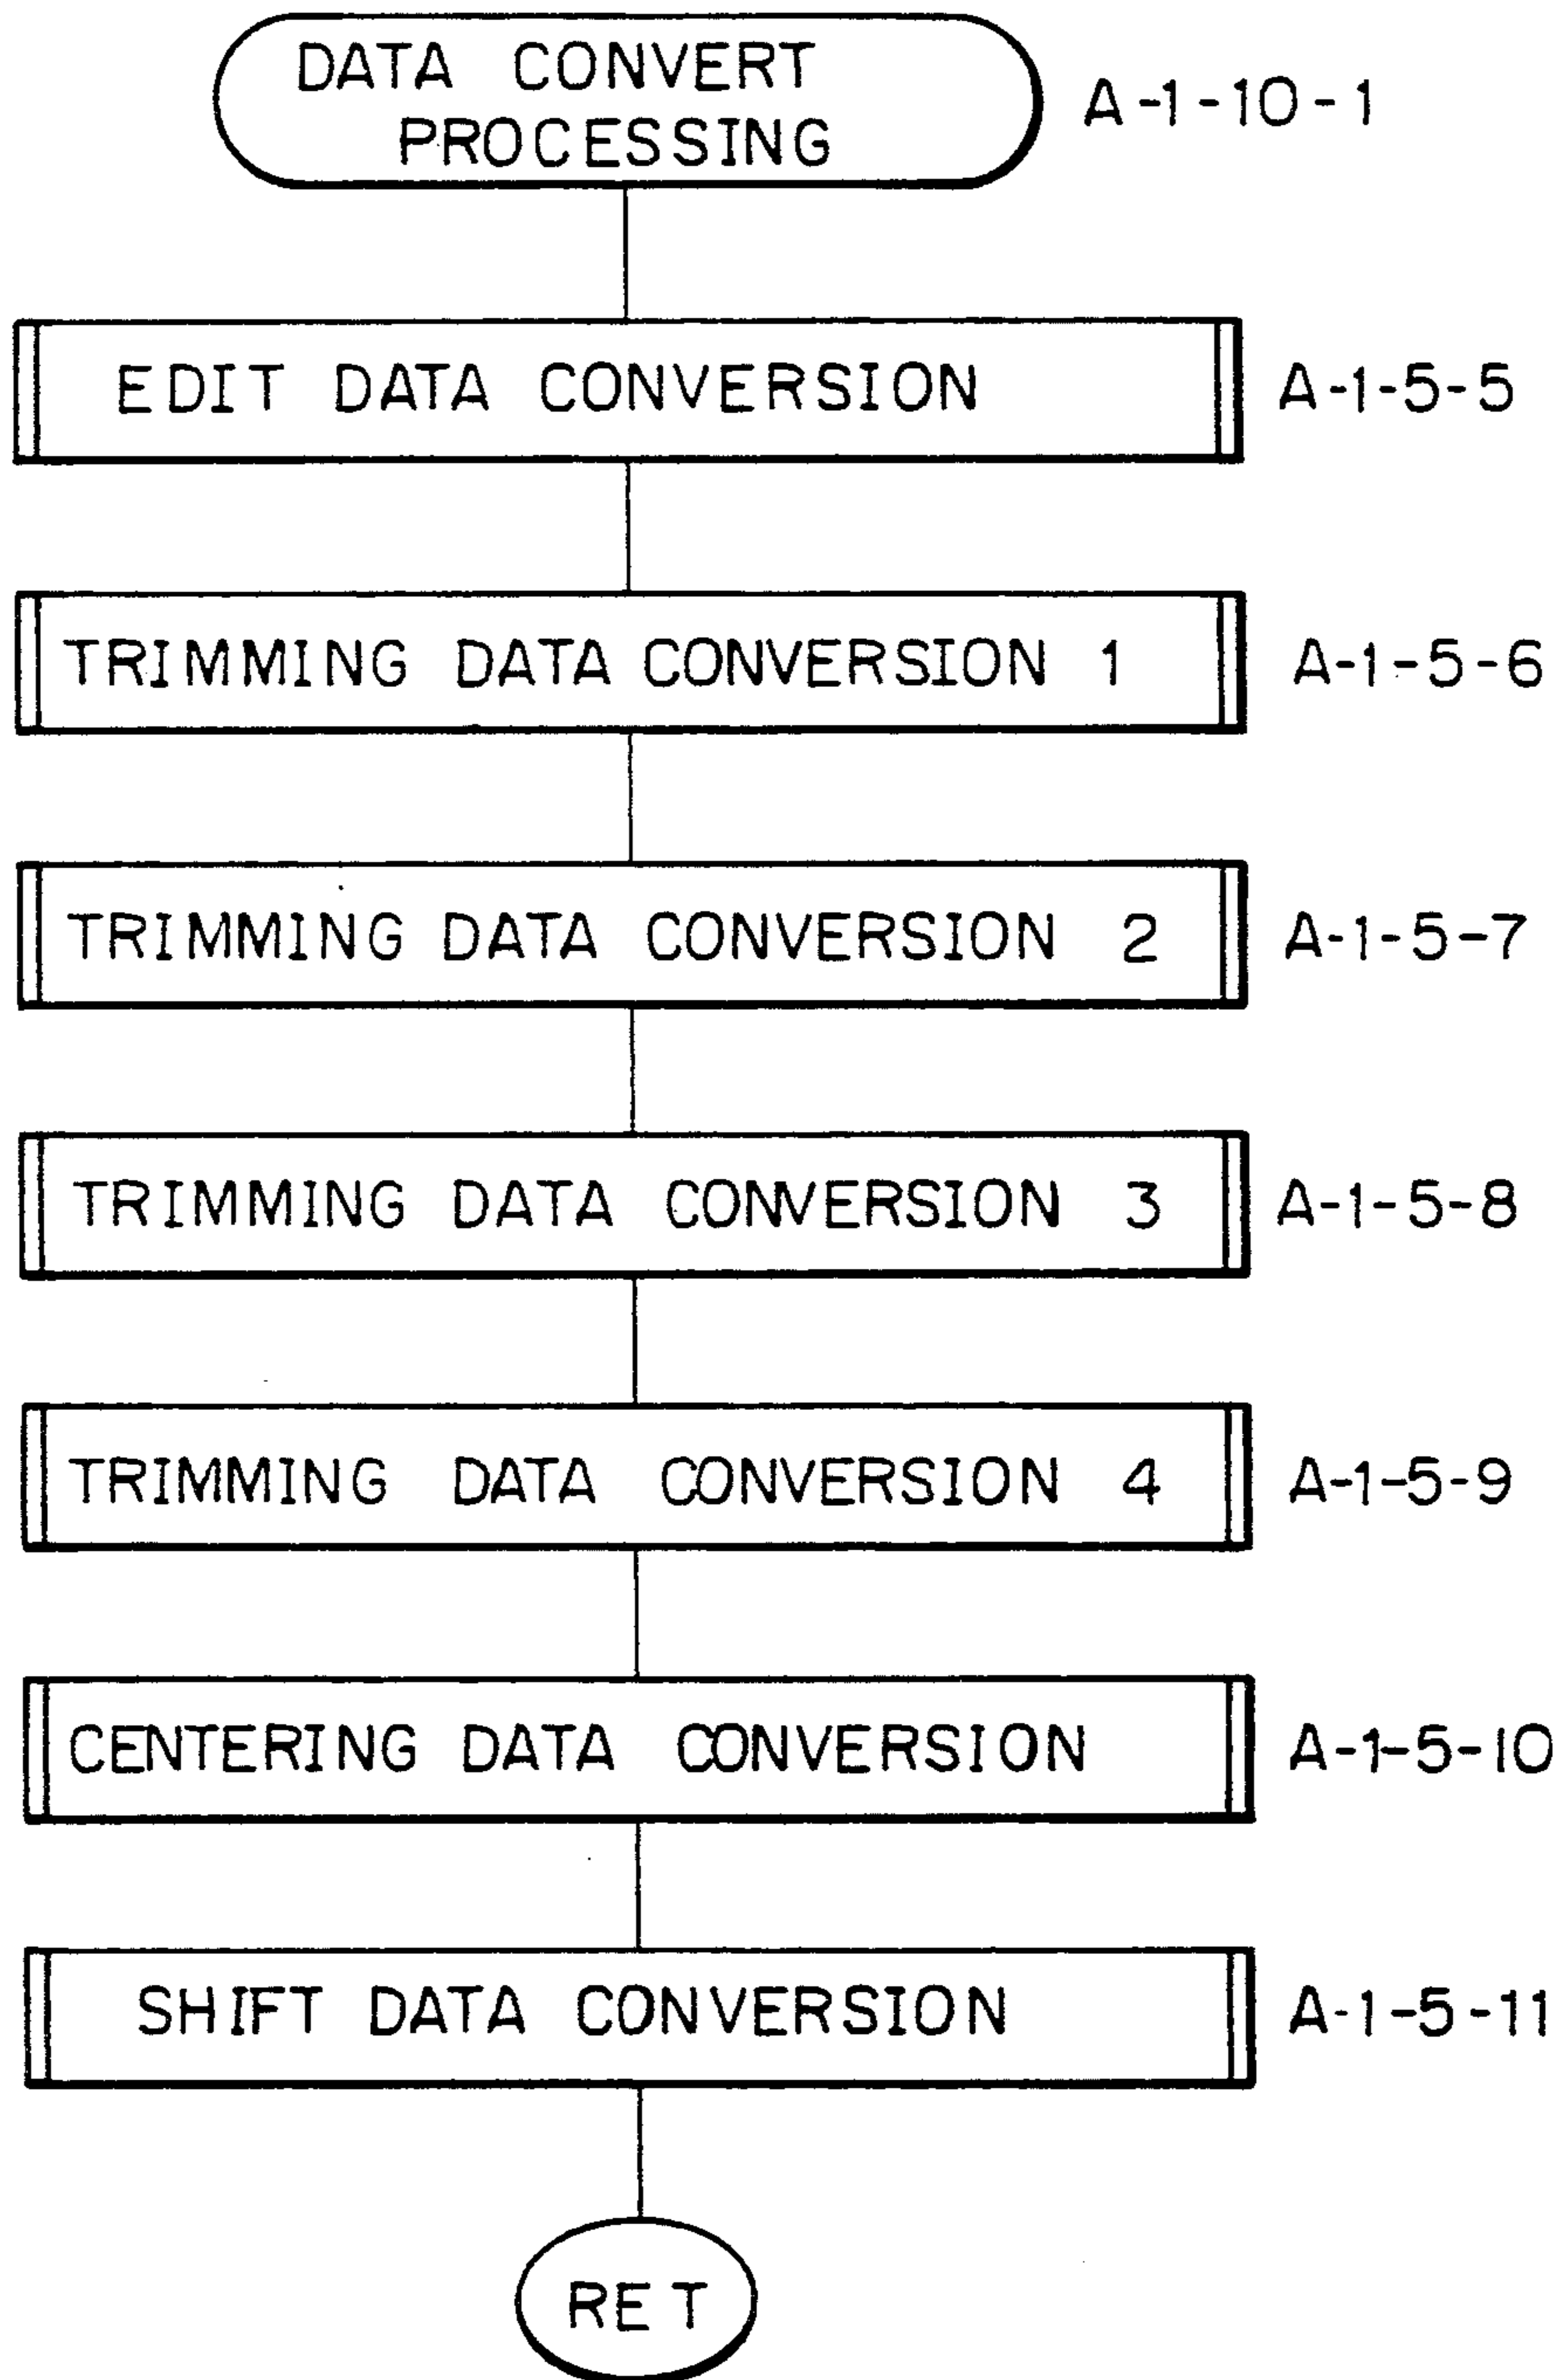 DATA CONVERT
PROCESSING
A-1-10-1
EDIT DATA CONVERSION
A-1-5-5
TRIMMING DATA CONVERSION 1
A-1-5-6
TRIMMING DATA CONVERSION 2
A-1-5-7
TRIMMING DATA CONVERSION 3
A-1-5-8
TRIMMING DATA CONVERSION 4
A-1-5-9
CENTERING DATA CONVERSION
A-1-5-10
SHIFT DATA CONVERSION
A-1-5-11
RET